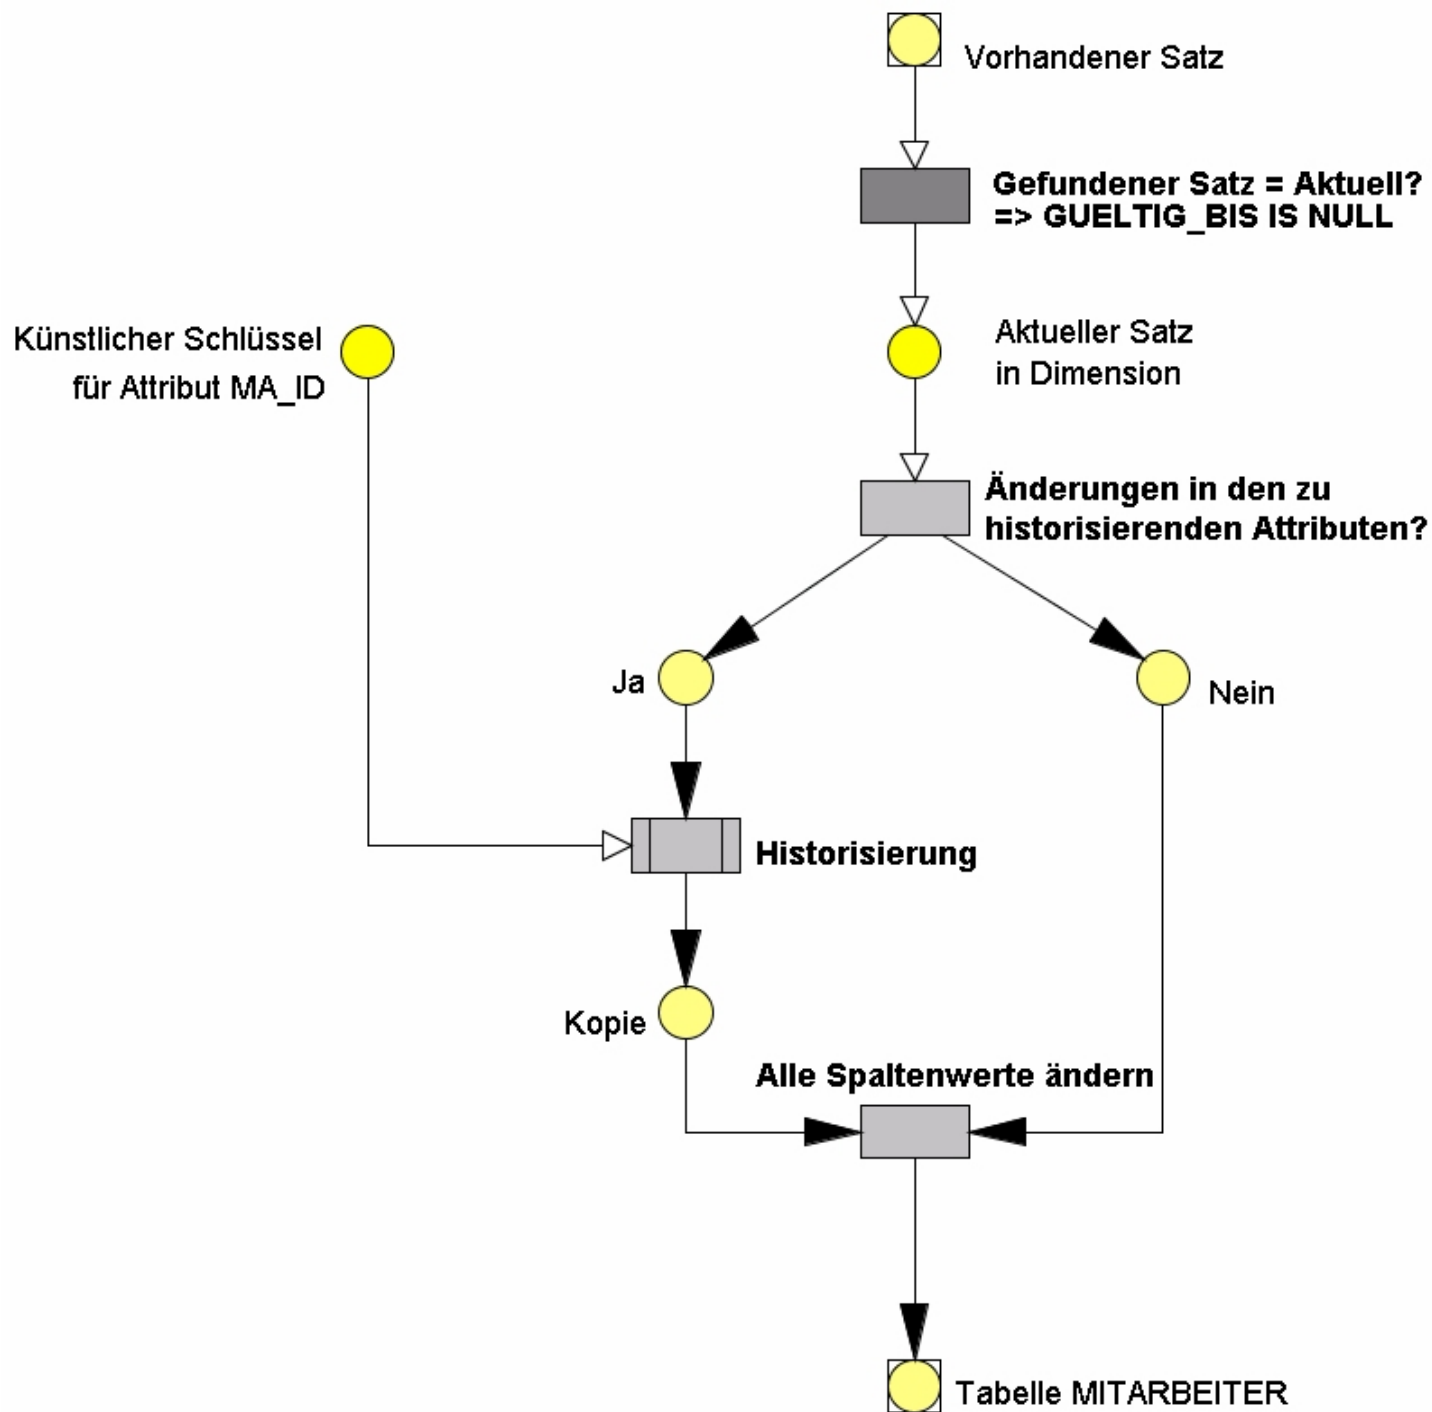 Vorhandener Satz
Gefundener Satz = Aktuell?
=> GUELTIG_BIS IS NULL
Künstlicher Schlüssel
für Attribut MA_ID
Aktueller Satz
in Dimension
Änderungen in den zu
historisierenden Attributen?
Ja
Nein
Historisierung
Kopie
Alle Spaltenwerte ändern
Tabelle MITARBEITER